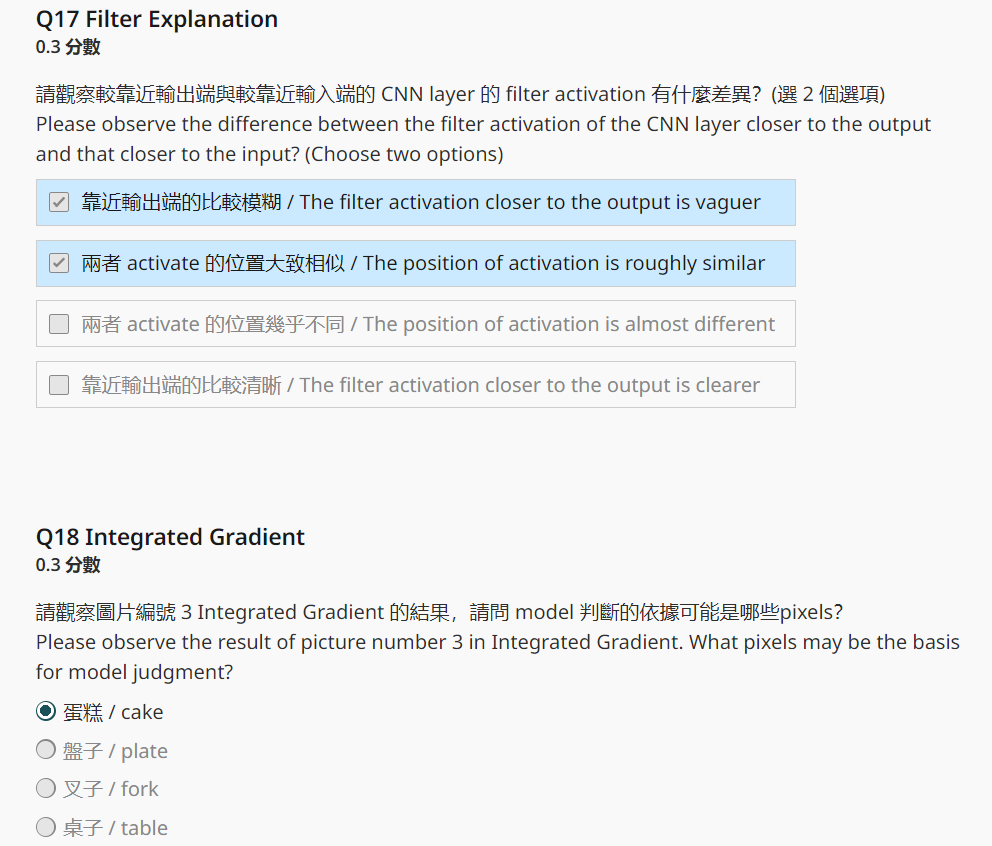 Q17 Filter Explanation
0.3 分數
請觀察較靠近輸出端與較靠近輸入端的 CNN layer 的 filter activation 有什麼差異? (選 2 個選項)
Please observe the difference between the filter activation of the CNN layer closer to the output
and that closer to the input? (Choose two options)
靠近輸出端的比較模糊 / The filter activation closer to the output is vaguer
兩者 activate 的位置大致相似 / The position of activation is roughly similar
兩者 activate 的位置幾乎不同 / The position of activation is almost different
靠近輸出端的比較清晰 / The filter activation closer to the output is clearer
Q18 Integrated Gradient
0.3 分數
請觀察圖片編號 3 Integrated Gradient 的結果，請問 model 判斷的依據可能是哪些pixels?
Please observe the result of picture number 3 in Integrated Gradient. What pixels may be the basis
for model judgment?
蛋糕 / cake
盤子 / plate
叉子 / fork
桌子 / table